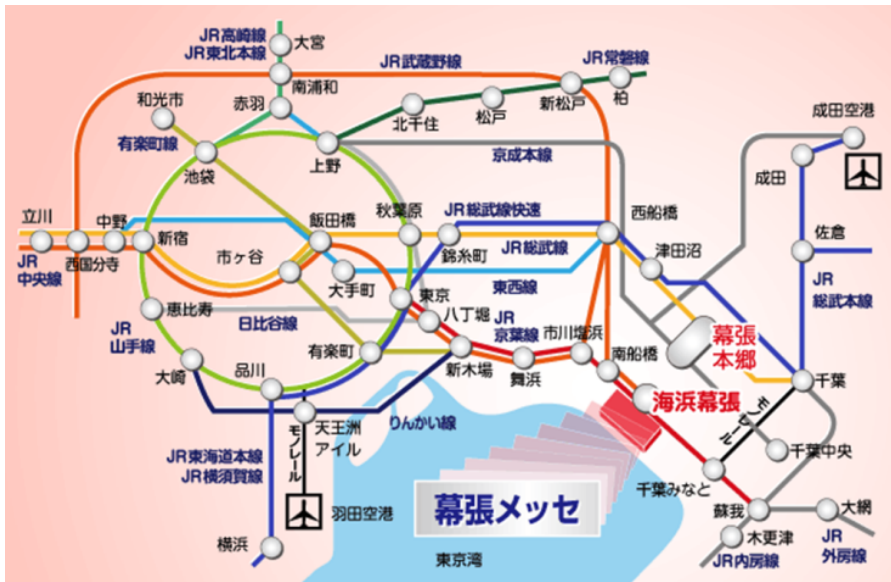 JR高崎線
JR東北本線
大宮
JR武蔵野線
JR常磐線
南浦和
和光市
赤羽
北千住
松戸
新松戸
柏
成田空港
有楽町線
池袋
上野
京成本線
成田
立川
中野
新宿
飯田橋
秋葉原
JR総武線快速
西船橋
佐倉
西国分寺
市ヶ谷
錦糸町
JR総武線
津田沼
JR
中央線
大手町
東西線
JR
総武本線
恵比寿
日比谷線
東京
八丁堀
JR
京葉線
市川塩浜
幕張
本郷
JR
山手線
大崎
品川
有楽町
新木場
舞浜
南船橋
海浜幕張
千葉
モノレール
天王洲
アイル
りんかい線
千葉中央
JR東海道本線
JR横須賀線
モノレール
千葉みなと
羽田空港
幕張メッセ
蘇我
大網
横浜
東京湾
木更津
JR内房線
JR
外房線